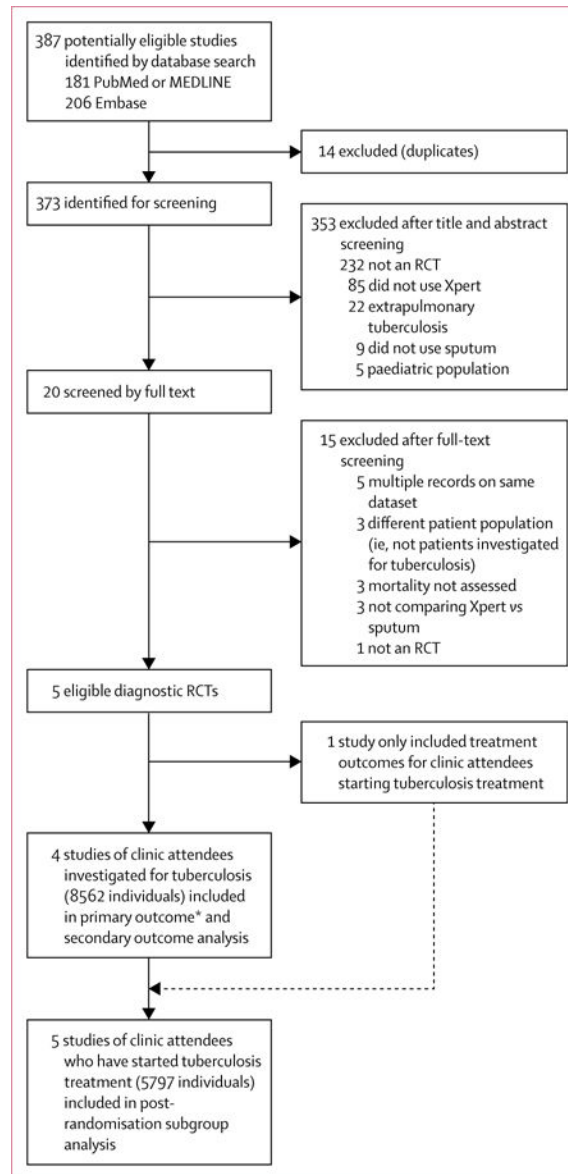 387 potentially eligible studies
identified by database search
181 PubMed or MEDLINE
206 Embase
14 excluded (duplicates)
373 identified for screening
353 excluded after title and abstract
screening
232 not an RCT
85 did not use Xpert
22 extrapulmonary
tuberculosis
9 did not use sputum
5 paediatric population
20 screened by full text
15 excluded after full-text
screening
5 multiple records on same
dataset
3 different patient population
(ie, not patients investigated
for tuberculosis)
3 mortality not assessed
3 not comparing Xpert vs
sputum
1 not an RCT
5 eligible diagnostic RCTs
1 study only included treatment
outcomes for clinic attendees
starting tuberculosis treatment
4 studies of clinic attendees
investigated for tuberculosis
(8562 individuals) included
in primary outcome* and
secondary outcome analysis
5 studies of clinic attendees
who have started tuberculosis
treatment (5797 individuals)
included in post-
randomisation subgroup
analysis